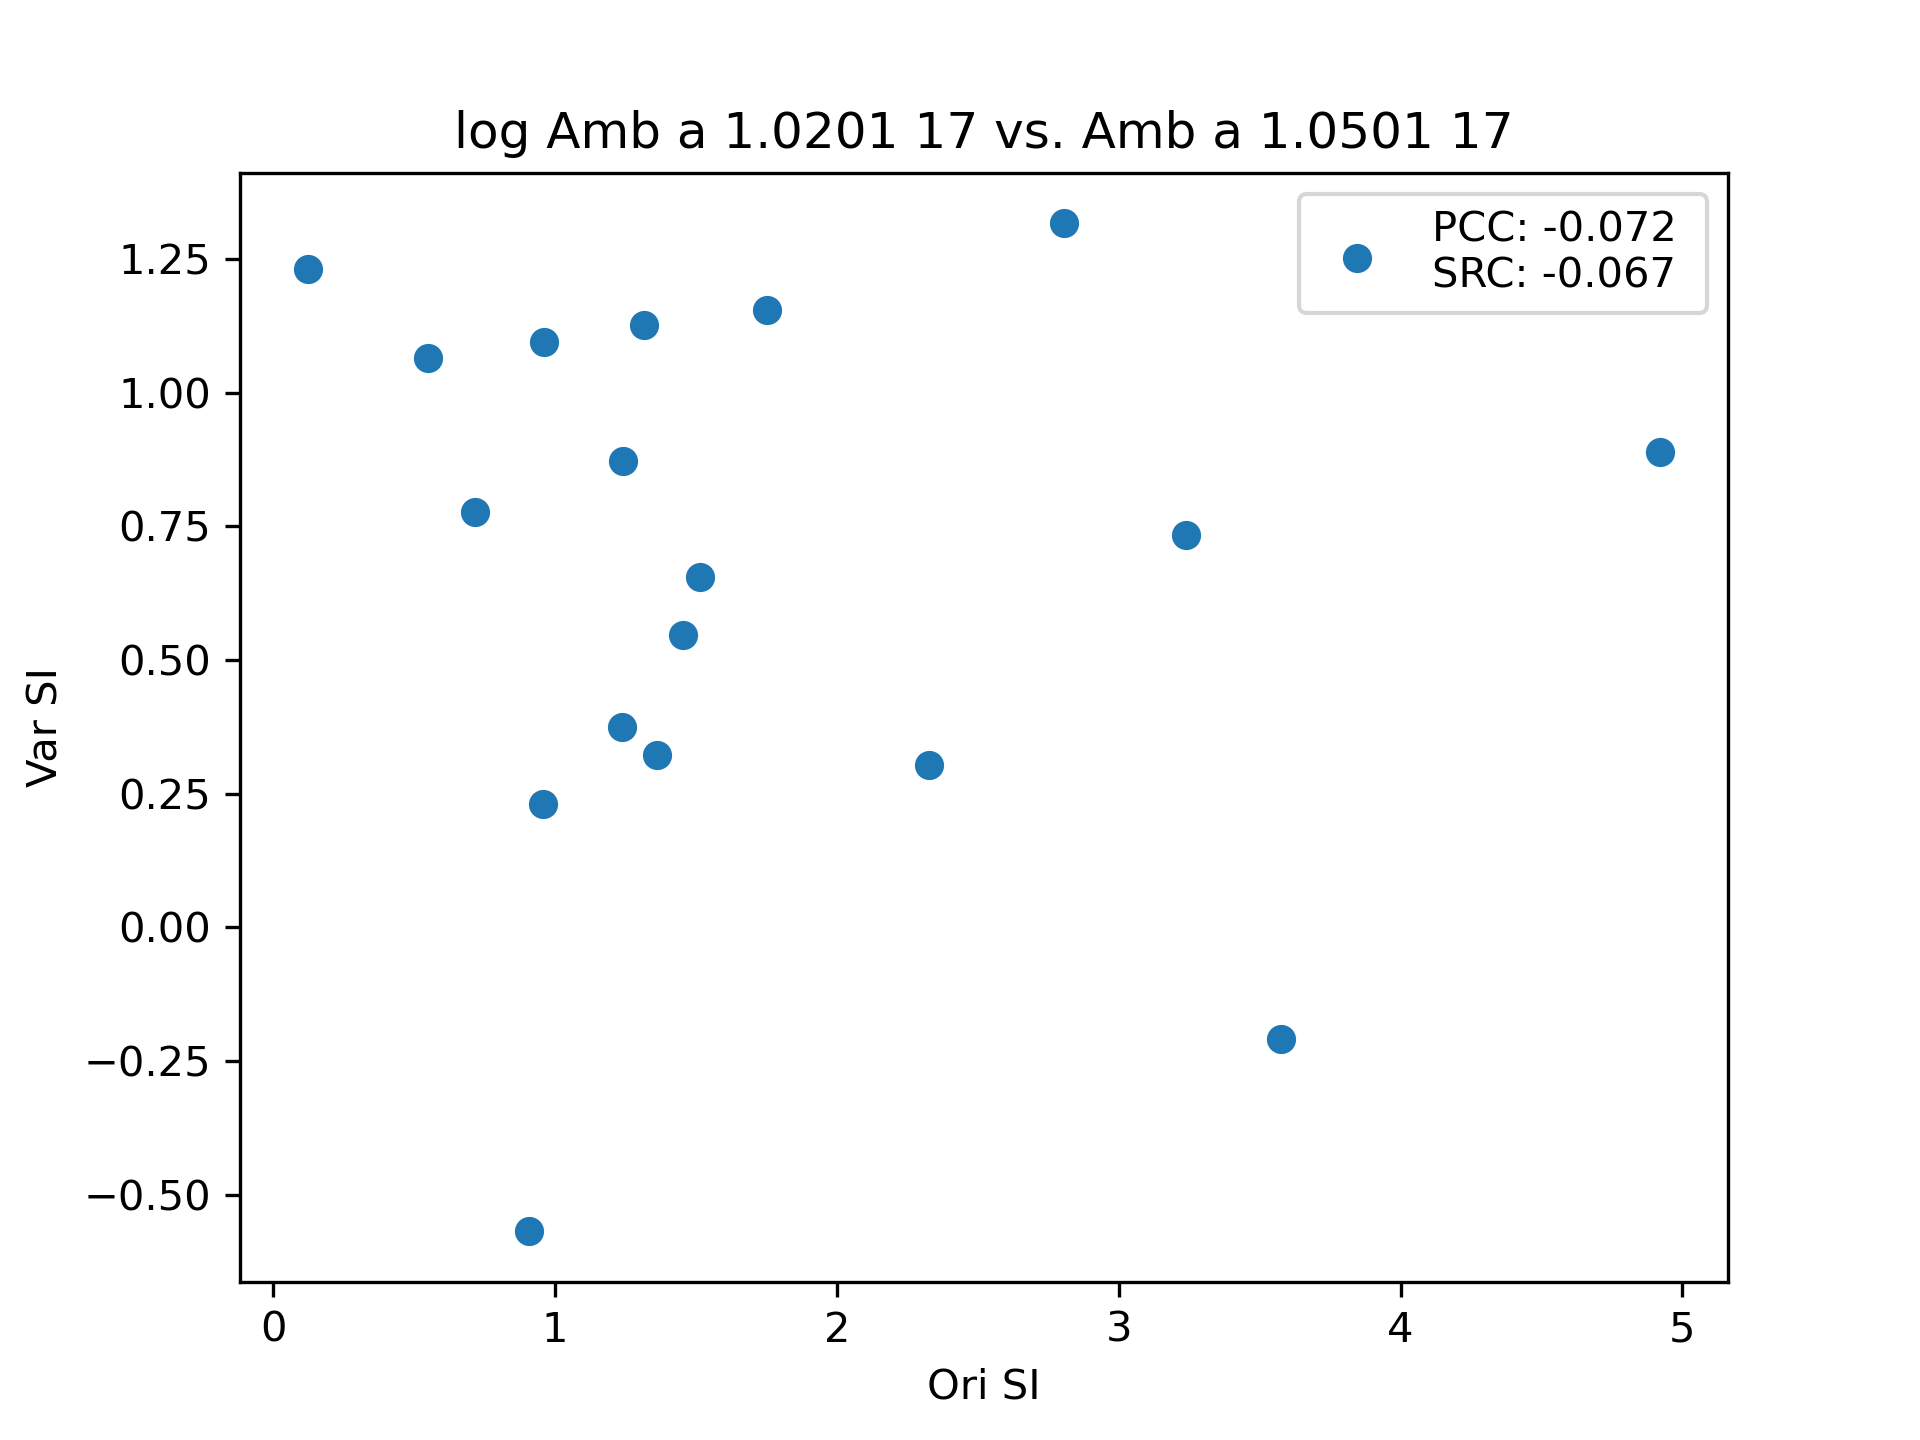 log Amb a 1.0201 17 vs. Amb a 1.0501 17
PCC: -0.072
SRC: -0.067
1.25
1.00
0.75
0.50
0.25
0.00
−0.25
−0.50
Var SI
0 1 2 3 4 5
Ori SI